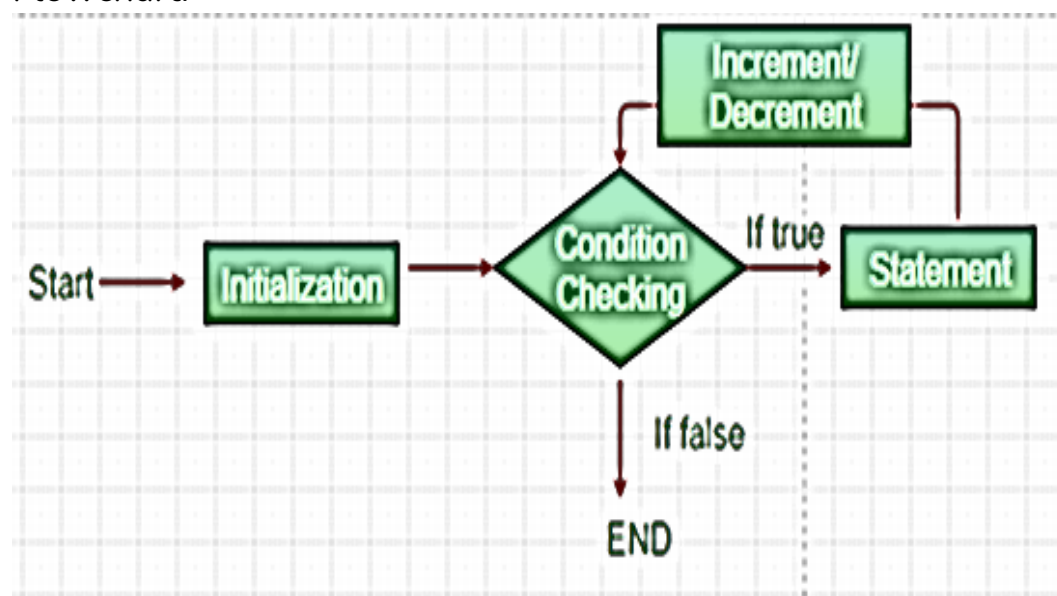 Increment/
Decrement
Start
Initialization
Condition
Checking
If true
Statement
If false
END